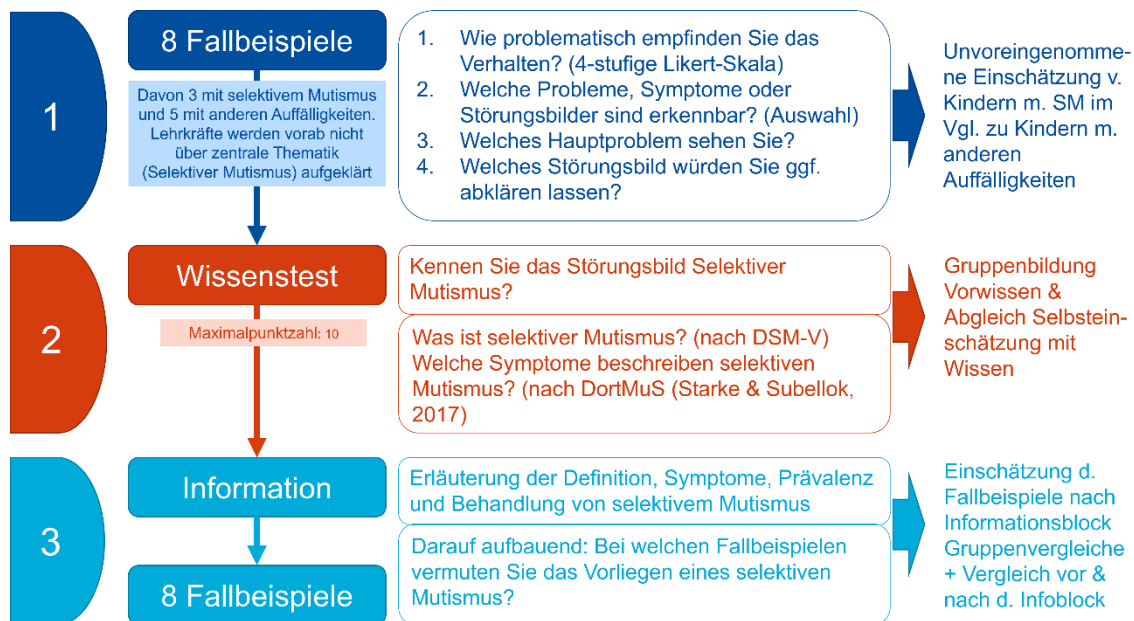 1
8 Fallbeispiele
Davon 3 mit selektivem Mutismus
und 5 mit anderen Auffälligkeiten.
Lehrkräfte werden vorab nicht
über zentrale Thematik
(Selektiver Mutismus) aufgeklärt
1. Wie problematisch empfinden Sie das
Verhalten? (4-stufige Likert-Skala)
2. Welche Probleme, Symptome oder
Störungsbilder sind erkennbar? (Auswahl)
3. Welches Hauptproblem sehen Sie?
4. Welches Störungsbild würden Sie ggf.
abklären lassen?
Unvoreingenomme-
ne Einschätzung v.
Kindern m. SM im
Vgl. zu Kindern m.
anderen
Auffälligkeiten
2
Wissenstest
Maximalpunktzahl: 10
Kennen Sie das Störungsbild Selektiver
Mutismus?
Was ist selektiver Mutismus? (nach DSM-V)
Welche Symptome beschreiben selektiven
Mutismus? (nach DortMuS (Starke & Subellok,
2017)
Gruppenbildung
Vorwissen &
Abgleich Selbstein-
schätzung mit
Wissen
3
Information
8 Fallbeispiele
Erläuterung der Definition, Symptome, Prävalenz
und Behandlung von selektivem Mutismus
Darauf aufbauend: Bei welchen Fallbeispielen
vermuten Sie das Vorliegen eines selektiven
Mutismus?
Einschätzung d.
Fallbeispiele nach
Informationsblock
Gruppenvergleiche
+ Vergleich vor &
nach d. Infoblock